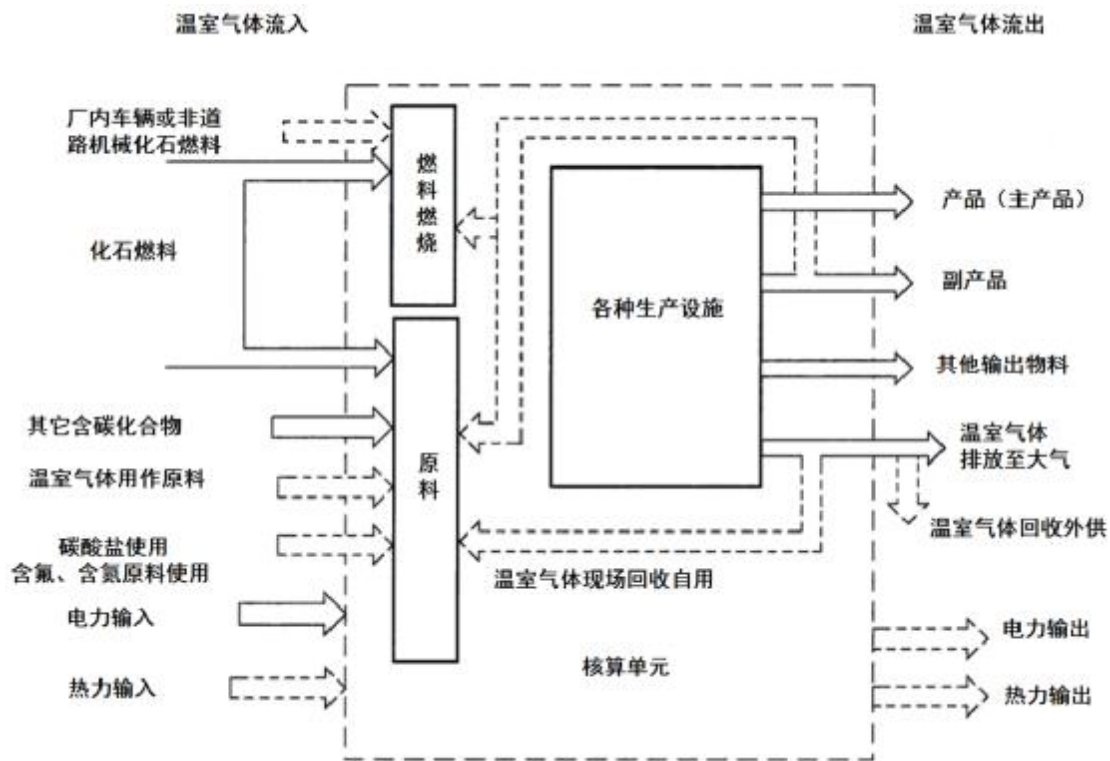 温室气体流入
温室气体流出
厂内车辆或非道
路机械化石燃料
化石燃料
其它含碳化合物
温室气体用作原料
碳酸盐使用
含氟、含氮原料使用
电力输入
热力输入
燃料燃烧
原料
各种生产设施
温室气体现场回收自用
核算单元
产品（主产品）
副产品
其他输出物料
温室气体
排放至大气
温室气体回收外供
电力输出
热力输出